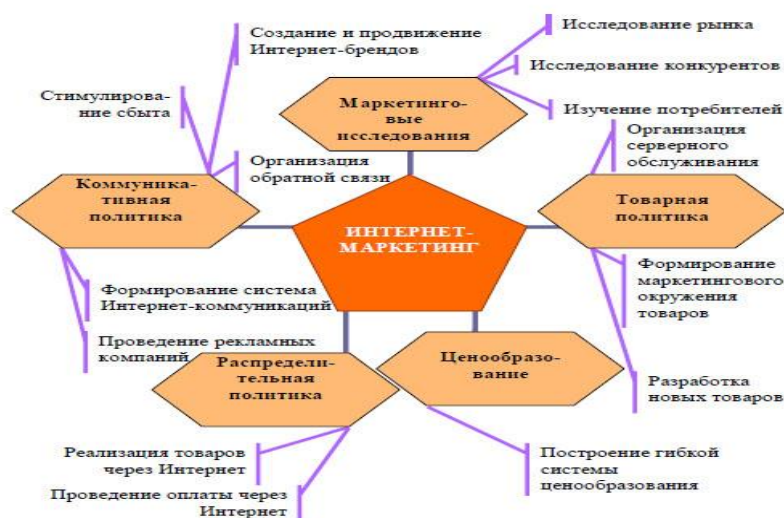 Создание и продвижение
Интернет-брендов
Стимулирова-
ние сбыта
Организация
обратной связи
Коммуника-
тивная
политика
Формирование система
Интернет-коммуникаций
Проведение рекламных
компаний
Маркетинго-
вые
исследования
Исследование рынка
Исследование конкурентов
Изучение потребителей
Организация
серверного
обслуживания
Товарная
политика
Формирование
маркетингового
окружения
товаров
Разработка
новых товаров
ИНТЕРНЕТ-
МАРКЕТИНГ
Распредели-
тельная
политика
Реализация товаров
через Интернет
Проведение оплаты через
Интернет
Ценообразо-
вание
Построение гибкой
системы
ценообразования